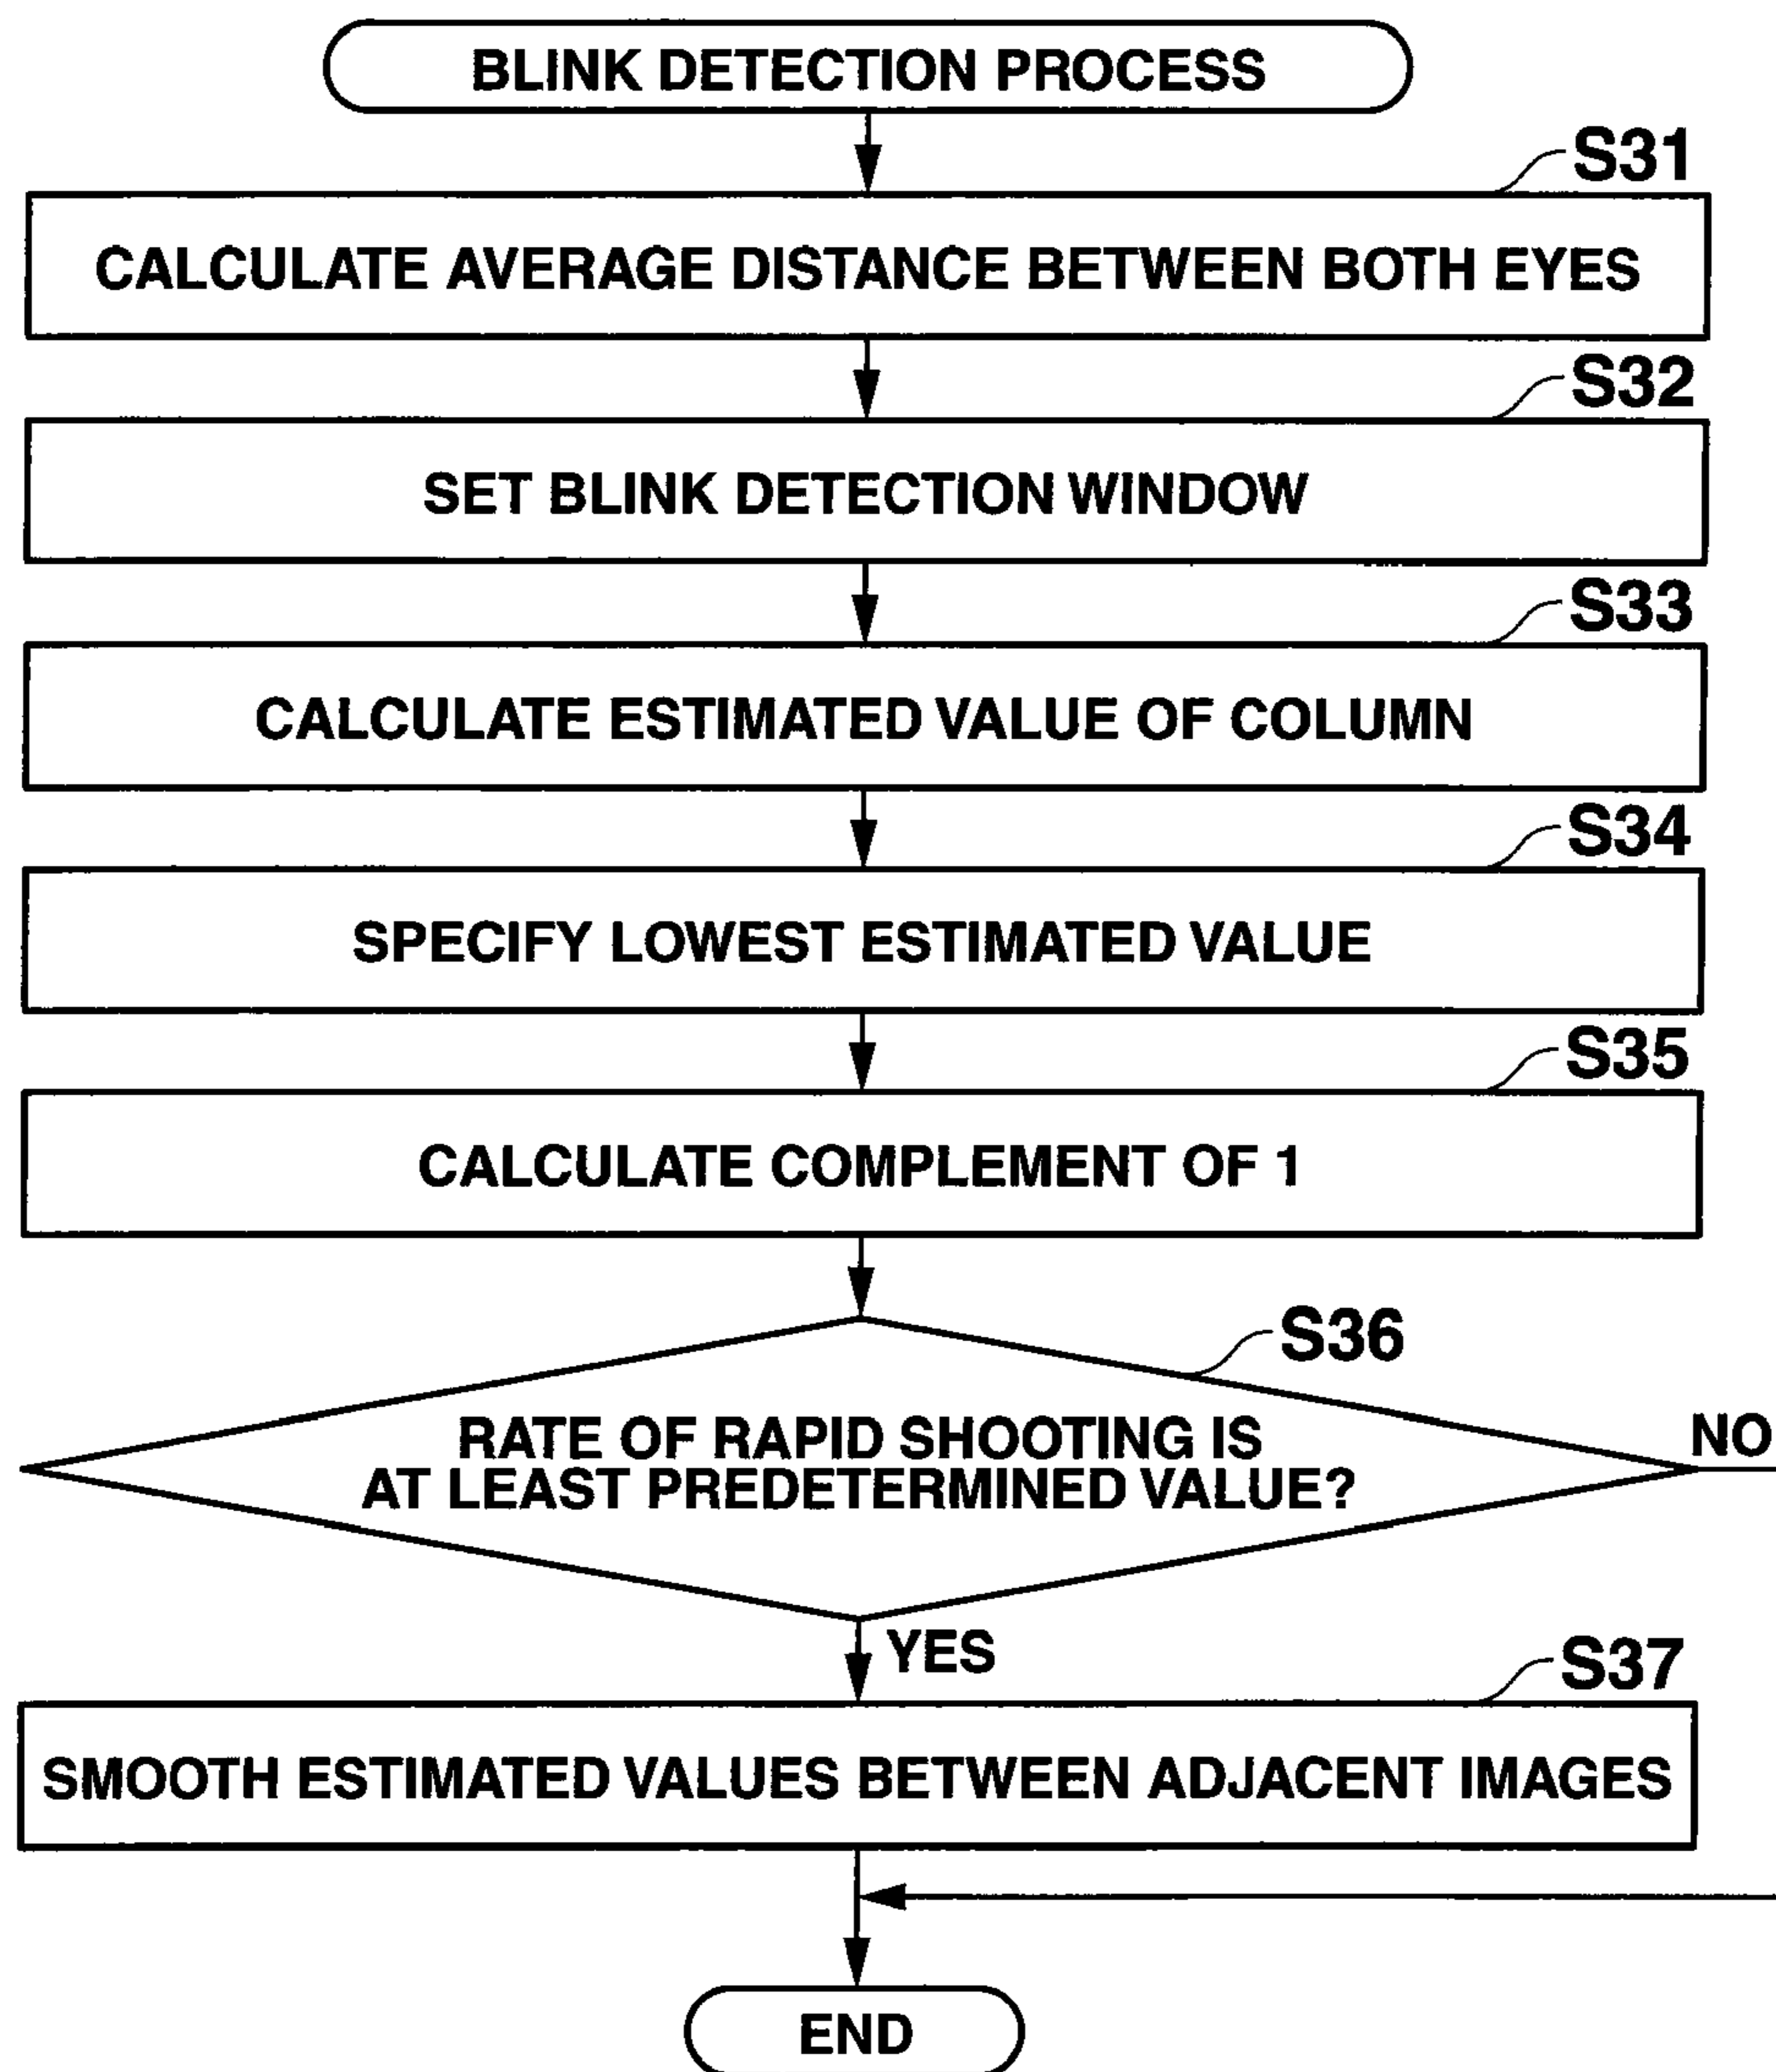 BLINK DETECTION PROCESS
S31
CALCULATE AVERAGE DISTANCE BETWEEN BOTH EYES
S32
SET BLINK DETECTION WINDOW
S33
CALCULATE ESTIMATED VALUE OF COLUMN
S34
SPECIFY LOWEST ESTIMATED VALUE
S35
CALCULATE COMPLEMENT OF 1
S36
RATE OF RAPID SHOOTING IS
AT LEAST PREDETERMINED VALUE?
NO
YES
S37
SMOOTH ESTIMATED VALUES BETWEEN ADJACENT IMAGES
END